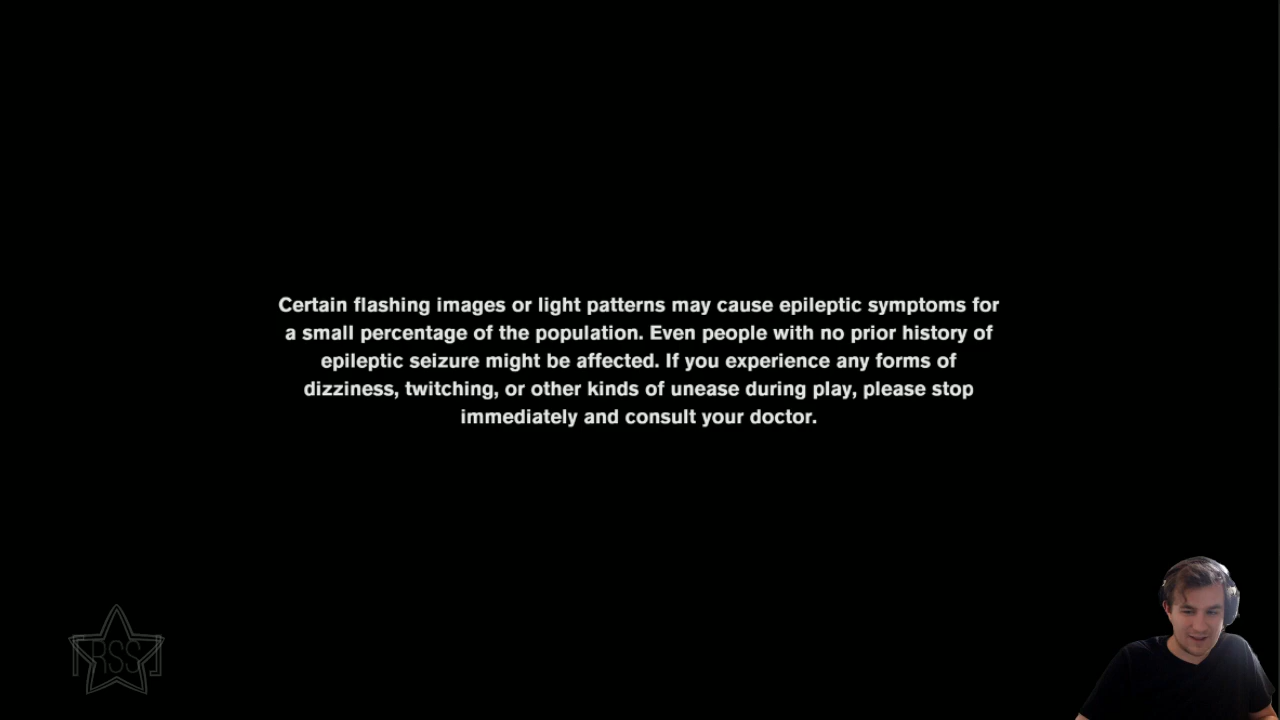 Certain flashing images or light patterns may cause epileptic symptoms for
a small percentage of the population. Even people with no prior history of
epileptic seizure might be affected. If you experience any forms of
dizziness, twitching, or other kinds of unease during play, please stop
immediately and consult your doctor.
RSS